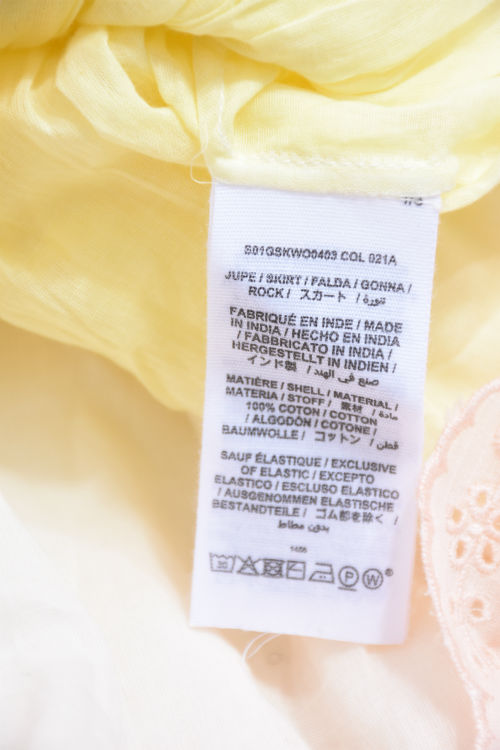 S01GSKWO0403 COL 021A
JUPE / SKIRT / FALDA / GONNA /
ROCK / スカート / تنورة /
FABRIQUÉ EN INDE / MADE
IN INDIA / HECHO EN INDIA
/ FABBRICATO IN INDIA /
HERGESTELLT IN INDIEN /
インド製 / صنع في الهند /
MATIÈRE / SHELL / MATERIAL /
MATERIA / STOFF / 素材 / مادة /
100% COTON / COTTON
/ ALGODÓN / COTONE /
BAUMWOLLE / コットン / قطن /
SAUF ÉLASTIQUE / EXCLUSIVE
OF ELASTIC / EXCEPTO
ELASTICO / ESCLUSO ELASTICO
/ AUSGENOMMEN ELASTISCHE
BESTANDTEILE / ゴム部を除く /
بدون مطاط
1456
30
P W®